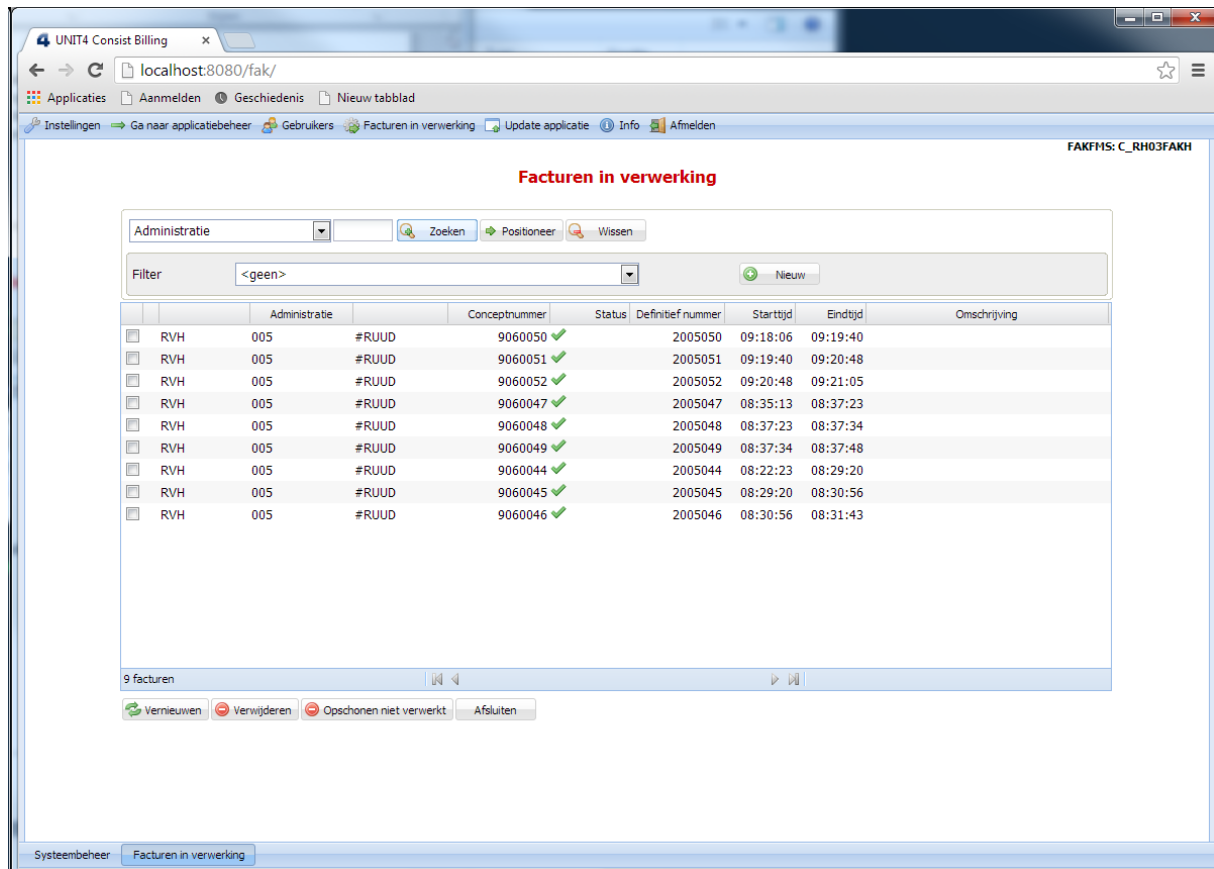 UNIT4 Consist Billing
localhost:8080/fak/
Applicaties Aanmelden Geschiedenis Nieuw tabblad
Instellingen Ga naar applicatiebeheer Gebruikers Facturen in verwerking Update applicatie Info Afmelden
FAKFMS: C_RH03FAKH
Facturen in verwerking
Administratie Zoeken Positioneer Wissen
Filter <geen> Nieuw
Administratie Conceptnummer Status Definitief nummer Starttijd Eindtijd Omschrijving
RVH 005 #RUUD 9060050 2005050 09:18:06 09:19:40
RVH 005 #RUUD 9060051 2005051 09:19:40 09:20:48
RVH 005 #RUUD 9060052 2005052 09:20:48 09:21:05
RVH 005 #RUUD 9060047 2005047 08:35:13 08:37:23
RVH 005 #RUUD 9060048 2005048 08:37:23 08:37:34
RVH 005 #RUUD 9060049 2005049 08:37:34 08:37:48
RVH 005 #RUUD 9060044 2005044 08:22:23 08:29:20
RVH 005 #RUUD 9060045 2005045 08:29:20 08:30:56
RVH 005 #RUUD 9060046 2005046 08:30:56 08:31:43
9 facturen
Vernieuwen Verwijderen Opschonen niet verwerkt Afsluiten
Systeembeheer Facturen in verwerking